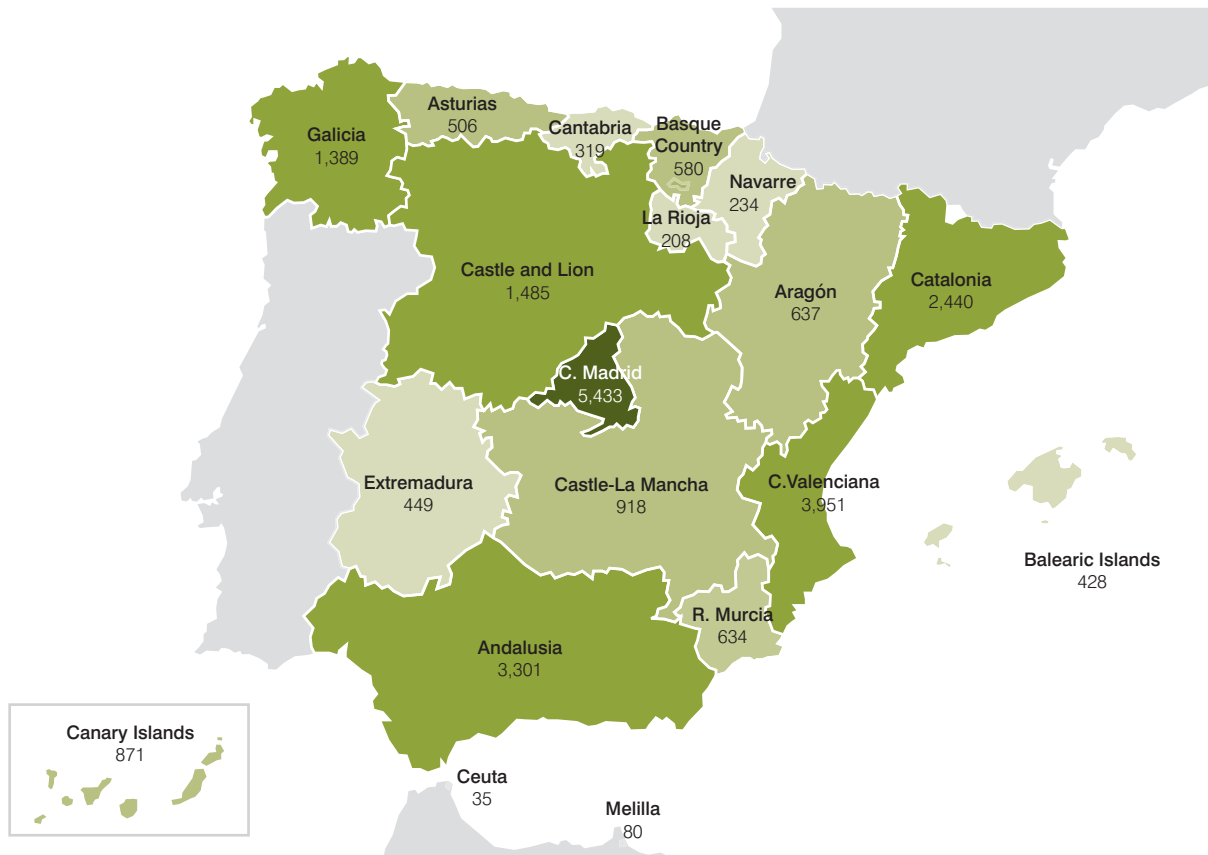 Asturias
506
Cantabria
319
Basque
Country
580
Galicia
1,389
Navarre
234
La Rioja
208
Castle and Lion
1,485
Aragón
637
Catalonia
2,440
C. Madrid
5,433
Extremadura
449
Castle-La Mancha
918
C.Valenciana
3,951
Balearic Islands
428
R. Murcia
634
Andalusia
3,301
Canary Islands
871
Ceuta
35
Melilla
80